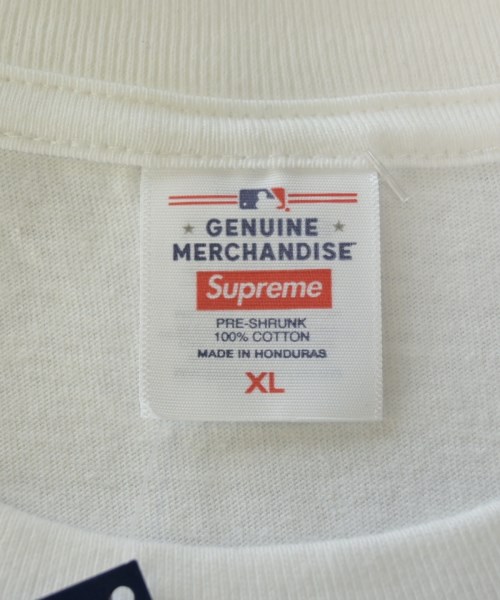 GENUINE
MERCHANDISE
Supreme
PRE-SHRUNK
100% COTTON
MADE IN HONDURAS
XL